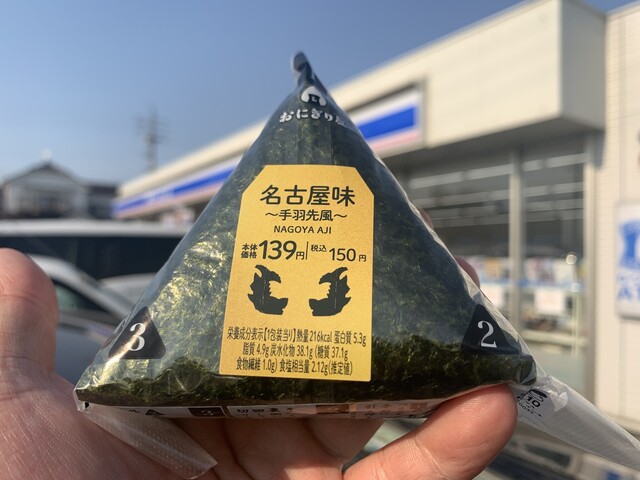 おにぎり
名古屋味
～手羽先風～
NAGOYA AJI
本体価格 139円 税込 150円
栄養成分表示【1包装当り】熱量216kcal 蛋白質 5.3g
脂質 4.9g 炭水化物 38.1g (糖質 37.1g
食物繊維 1.0g) 食塩相当量 2.12g(推定値)
3
2